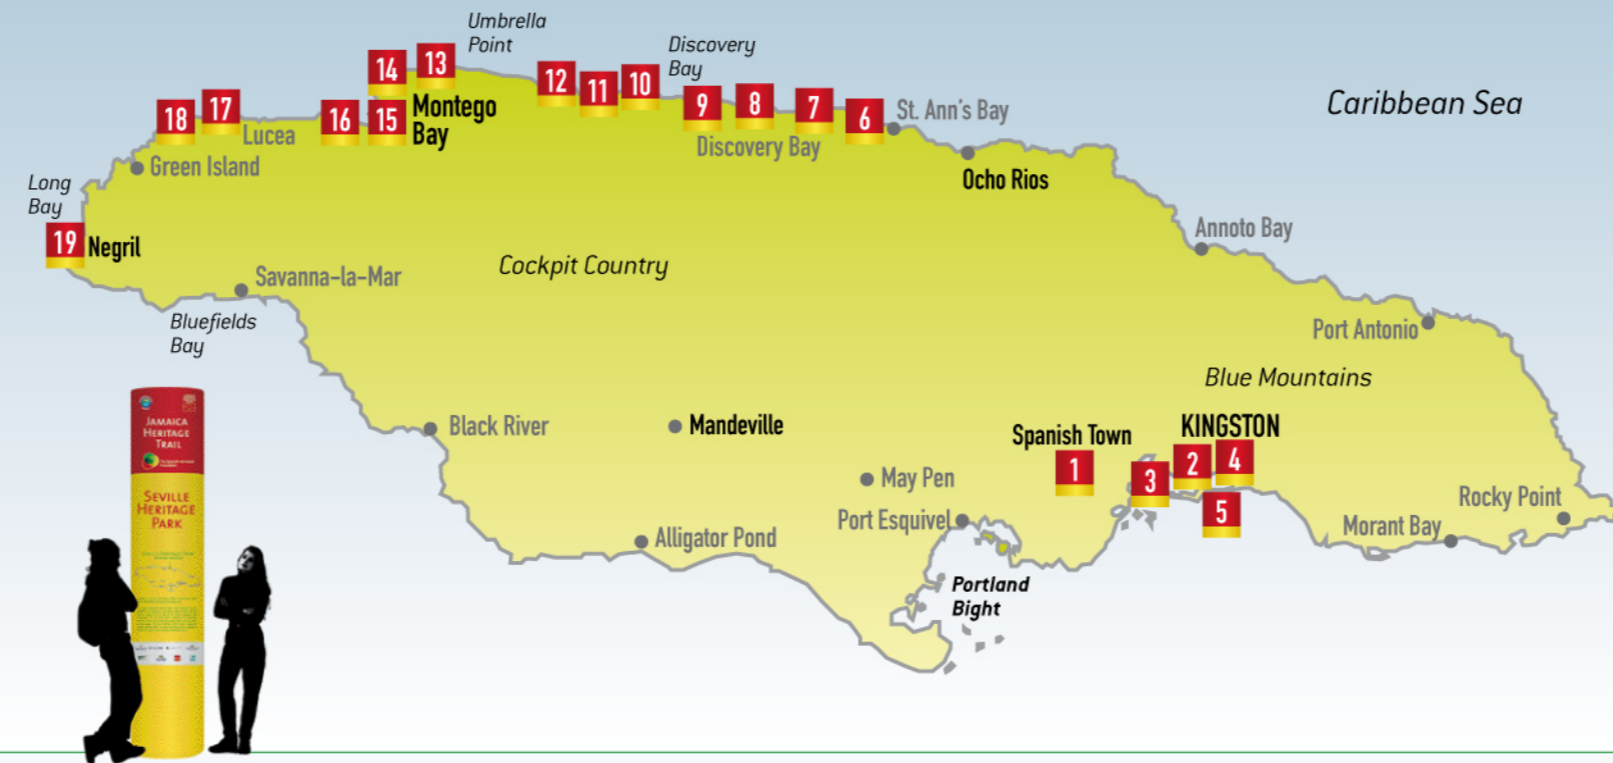 Umbrella
Point
Discovery
Bay
14
13
12
11
10
9
8
7
6
St. Ann's Bay
Caribbean Sea
18
17
Lucea
16
15
Montego
Bay
Discovery Bay
Green Island
Ocho Rios
Long
Bay
19
Negril
Annoto Bay
Cockpit Country
Savanna-la-Mar
Bluefields
Bay
Port Antonio
Blue Mountains
Black River
Mandeville
Spanish Town
KINGSTON
1
3
2
4
5
May Pen
Port Esquivel
Rocky Point
Morant Bay
Alligator Pond
Portland
Bight
JAMAICA
HERITAGE
TRAIL
SEVILLE
HERITAGE
PARK